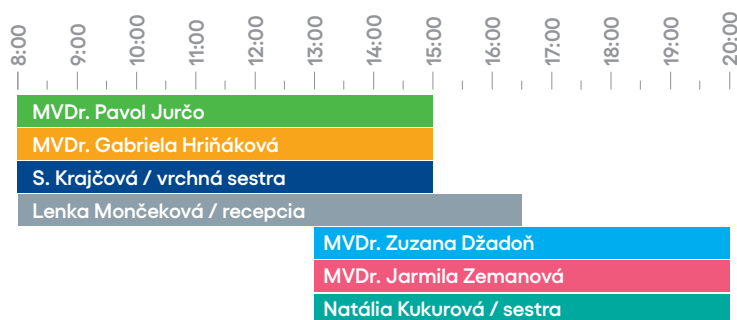 8:00
9:00
10:00
11:00
12:00
13:00
14:00
15:00
16:00
17:00
18:00
19:00
20:00
MVDr. Pavol Jurčo
MVDr. Gabriela Hriňáková
S. Krajčová / vrchná sestra
Lenka Mončeková / recepcia
MVDr. Zuzana Džadoň
MVDr. Jarmila Zemanová
Natália Kukurová / sestra